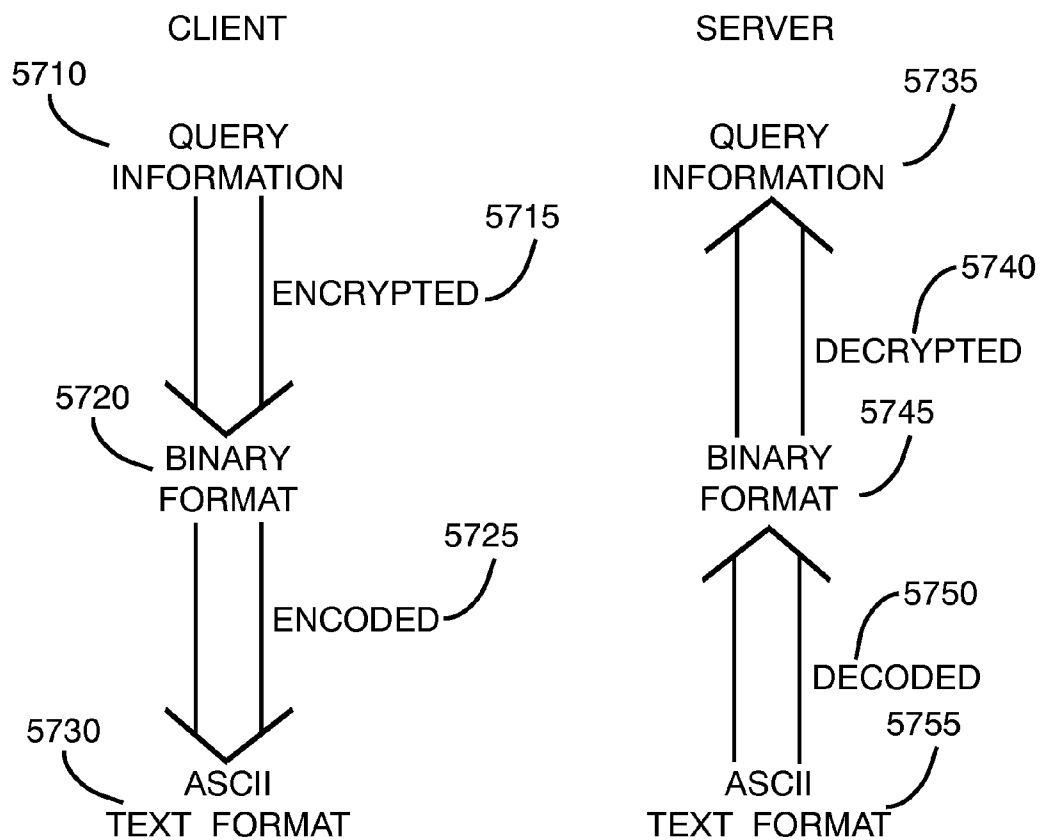 CLIENT
SERVER
5710
5735
QUERY
INFORMATION
QUERY
INFORMATION
5715
ENCRYPTED
5740
DECRYPTED
5720
BINARY
FORMAT
5745
BINARY
FORMAT
5725
ENCODED
5750
DECODED
5730
ASCII
TEXT FORMAT
5755
ASCII
TEXT FORMAT